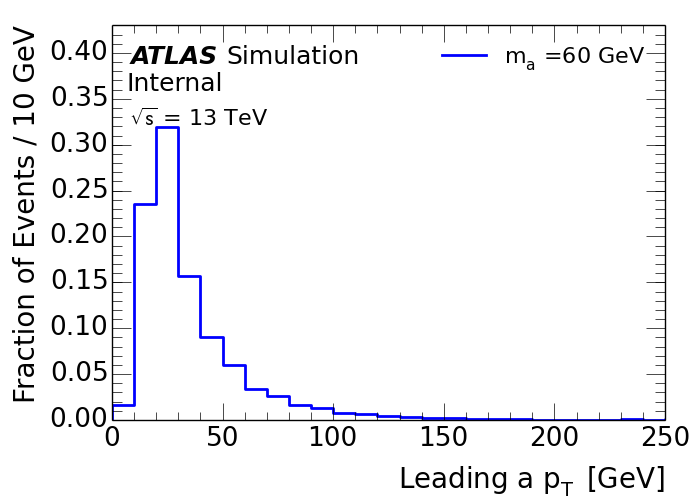 ATLAS Simulation
Internal
√s = 13 TeV
m_a =60 GeV
Fraction of Events / 10 GeV
0.40
0.35
0.30
0.25
0.20
0.15
0.10
0.05
0.00
0 50 100 150 200 250
Leading a p_T [GeV]